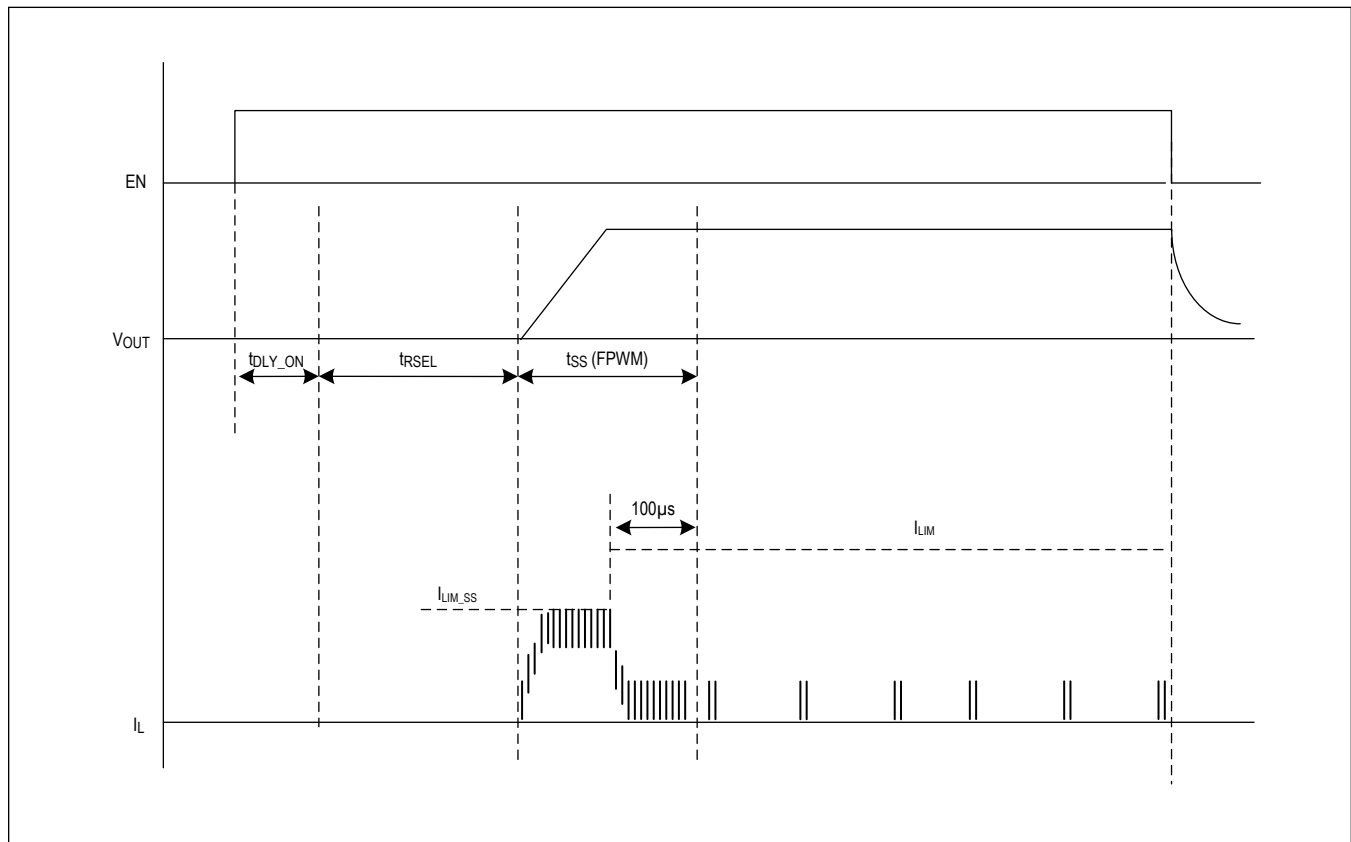 EN
VOUT
tDLY_ON
tRSEL
tSS (FPWM)
100µs
ILIM
ILIM_SS
IL